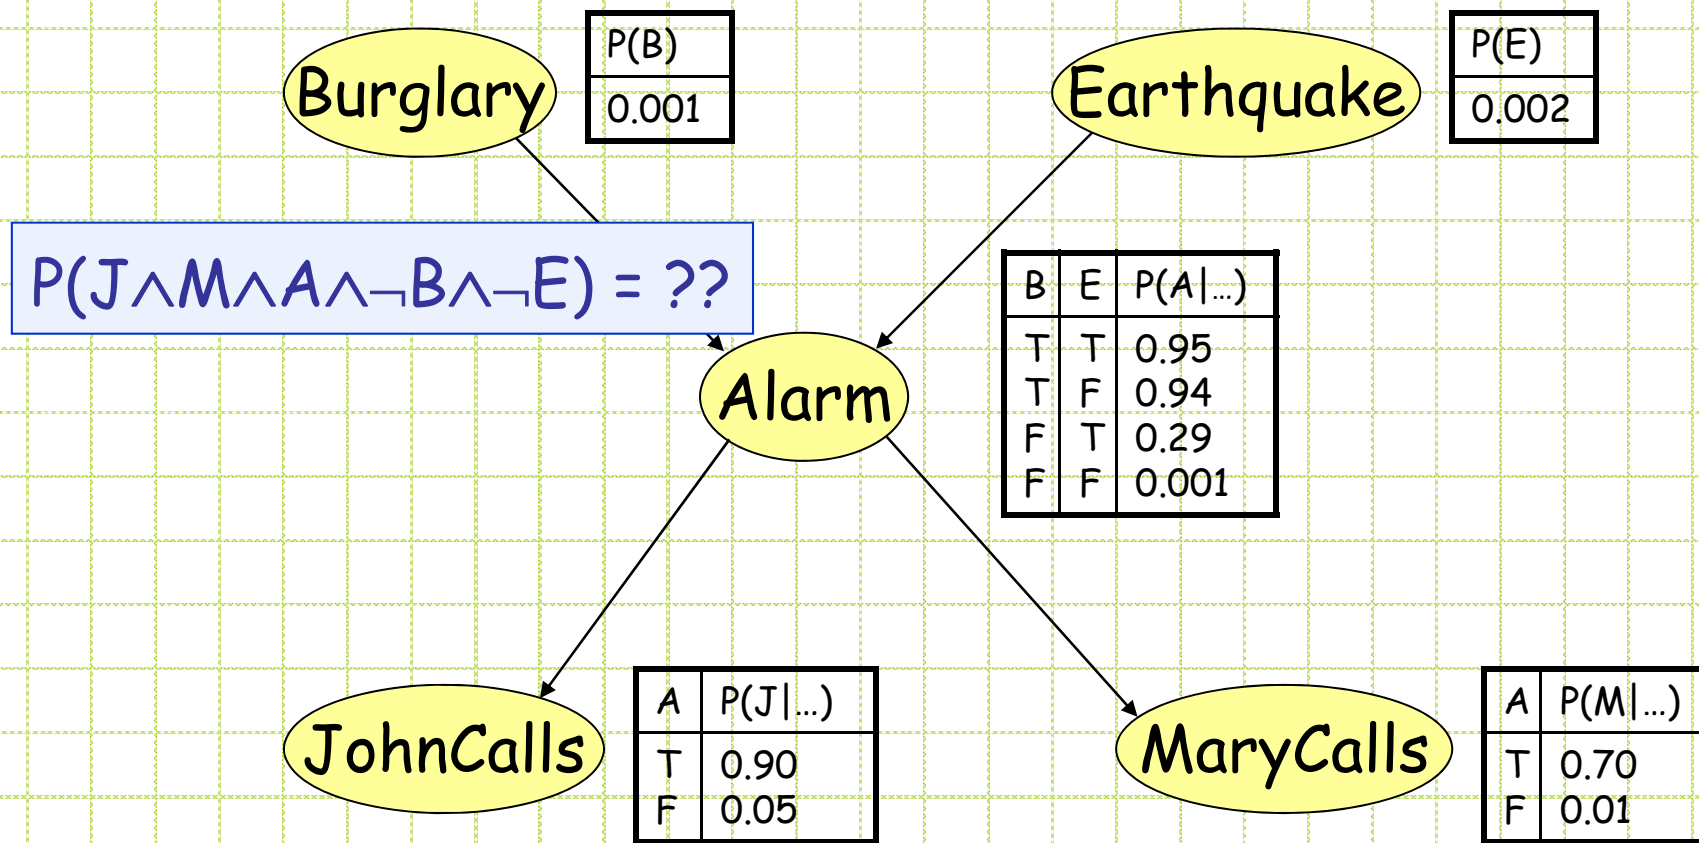 Burglary
P(B)
0.001
Earthquake
P(E)
0.002
P(J∧M∧A∧¬B∧¬E) = ??
B E P(A|…)
T T 0.95
T F 0.94
F T 0.29
F F 0.001
Alarm
JohnCalls
A P(J|…)
T 0.90
F 0.05
MaryCalls
A P(M|…)
T 0.70
F 0.01